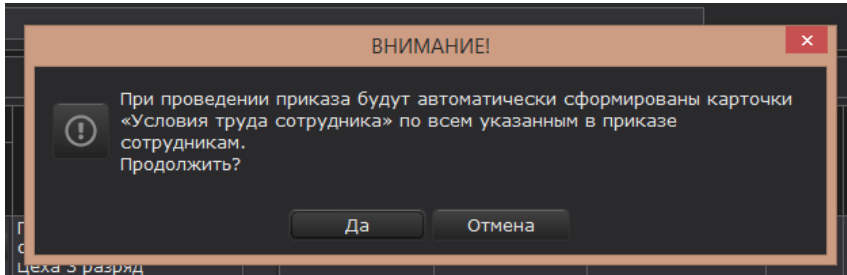 ВНИМАНИЕ!
При проведении приказа будут автоматически сформированы карточки
«Условия труда сотрудника» по всем указанным в приказе
сотрудникам.
Продолжить?
Да
Отмена
Цеха 3 разряд